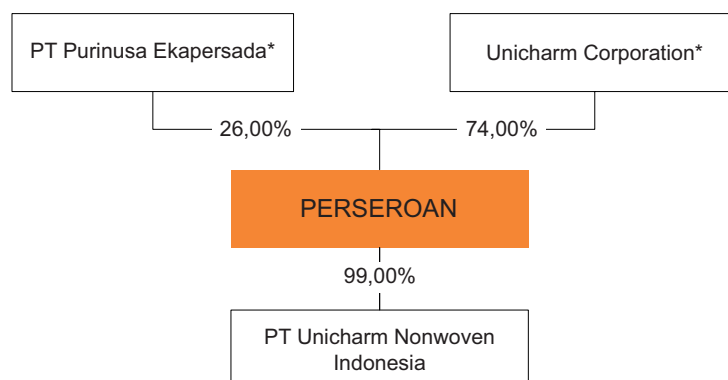 PT Purinusa Ekapersada*
Unicharm Corporation*
26,00%
74,00%
PERSEROAN
99,00%
PT Unicharm Nonwoven
Indonesia